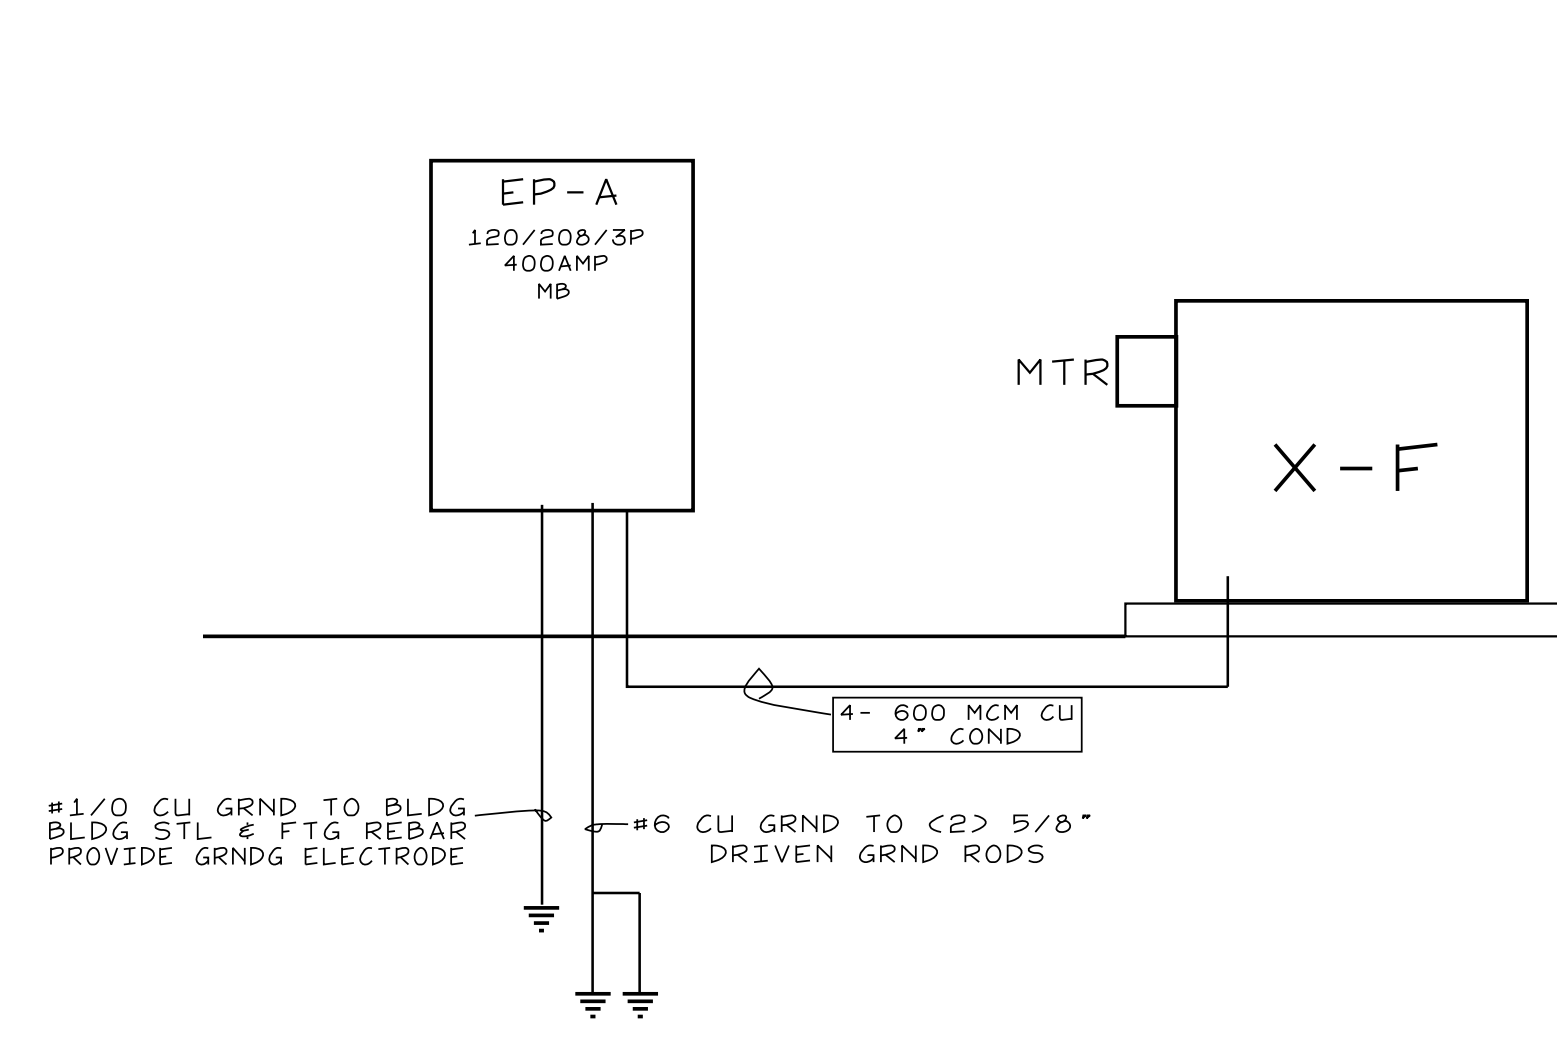 EP-A
120/208/3P
400AMP
MB
MTR
X-F
4- 600 MCM CU
4" COND
#1/0 CU GRND TO BLDG
BLDG STL & FTG REBAR
PROVIDE GRNDG ELECTRODE
#6 CU GRND TO (2) 5/8"
DRIVEN GRND RODS